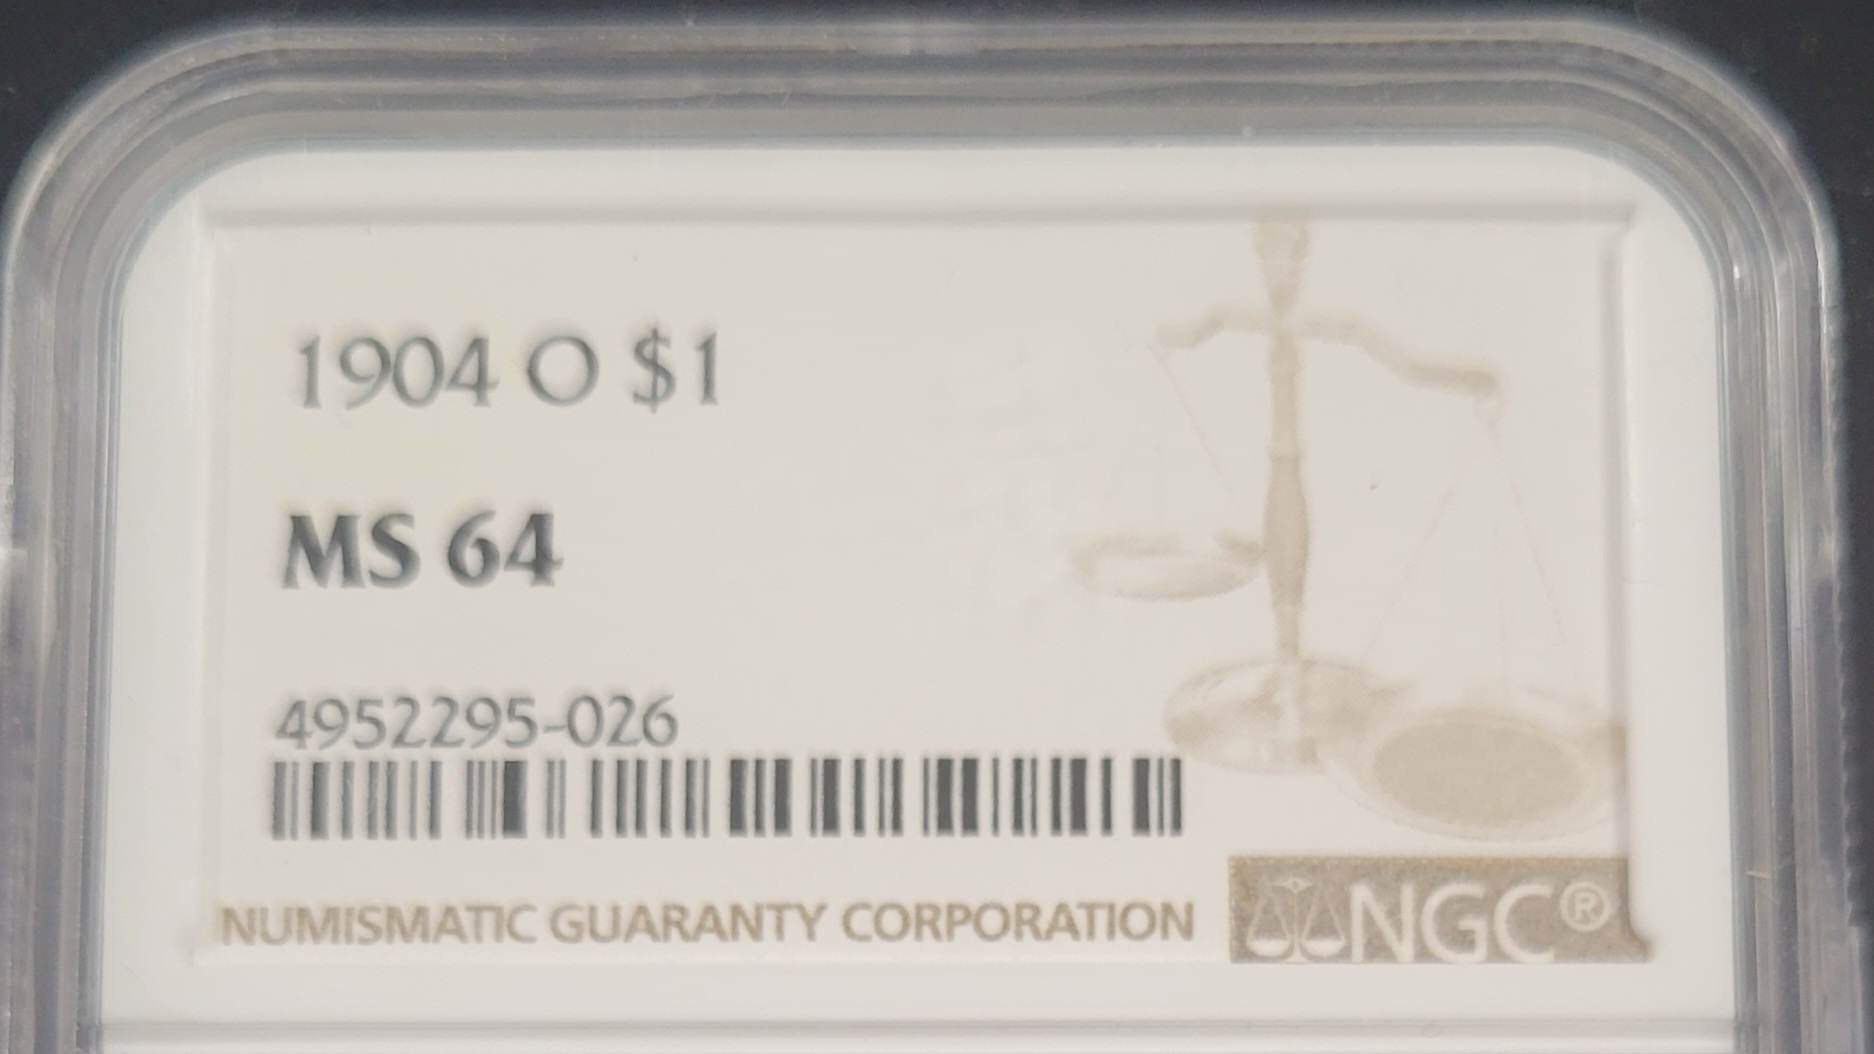 1904 O $1
MS 64
4952295-026
NUMISMATIC GUARANTY CORPORATION NGC®